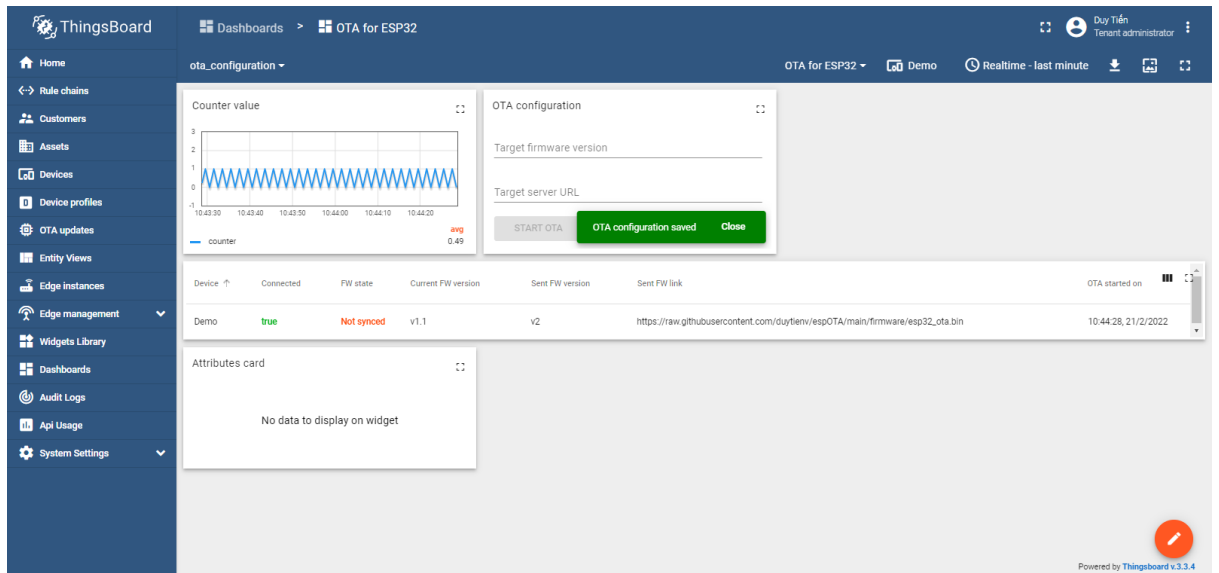 ThingsBoard
Dashboards > OTA for ESP32
Duy Tiến
Tenant administrator
ota_configuration
OTA for ESP32
Demo
Realtime - last minute
Home
Rule chains
Customers
Assets
Devices
Device profiles
OTA updates
Entity Views
Edge instances
Edge management
Widgets Library
Dashboards
Audit Logs
Api Usage
System Settings
Counter value
3
2
1
0
-1
10:43:30 10:43:40 10:43:50 10:44:00 10:44:10 10:44:20
avg
counter 0.49
OTA configuration
Target firmware version
Target server URL
START OTA
OTA configuration saved Close
Device Connected FW state Current FW version Sent FW version Sent FW link OTA started on
Demo true Not synced v1.1 v2 https://raw.githubusercontent.com/duytienv/espOTA/main/firmware/esp32_ota.bin 10:44:28, 21/2/2022
Attributes card
No data to display on widget
Powered by Thingsboard v.3.3.4